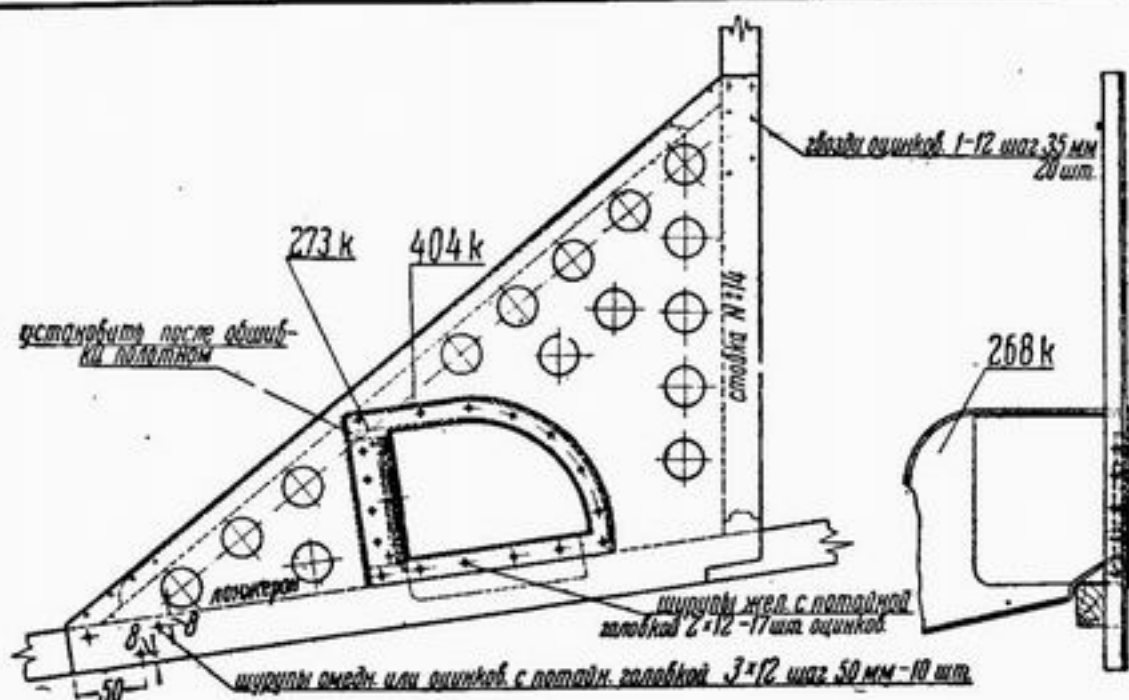 гвозди оцинков. 1-12 шаг 35 мм
20 шт.
273 к
404 к
установить после обшив-
ки полотном
стойка №14
268 к
лонжерон
8
8
50
шурупы жел. с потайной
головкой 2×12 -17 шт. оцинков.
шурупы омедн. или оцинков. с потайн. головкой 3×12 шаг 50 мм - 10 шт.